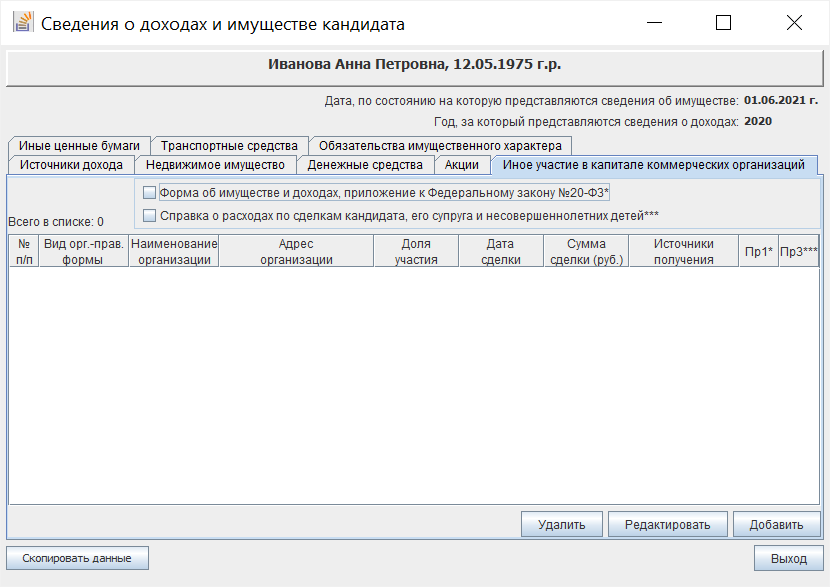 Сведения о доходах и имуществе кандидата
Иванова Анна Петровна, 12.05.1975 г.р.
Дата, по состоянию на которую представляются сведения об имуществе: 01.06.2021 г.
Год, за который представляются сведения о доходах: 2020
Иные ценные бумаги Транспортные средства Обязательства имущественного характера
Источники дохода Недвижимое имущество Денежные средства Акции Иное участие в капитале коммерческих организаций
Форма об имуществе и доходах, приложение к Федеральному закону №20-ФЗ*
Справка о расходах по сделкам кандидата, его супруга и несовершеннолетних детей***
Всего в списке: 0
№ Вид орг.-прав. Наименование Адрес Доля Дата Сумма Источники Пр1* Пр3***
п/п формы организации организации участия сделки сделки (руб.) получения
Удалить Редактировать Добавить
Скопировать данные Выход